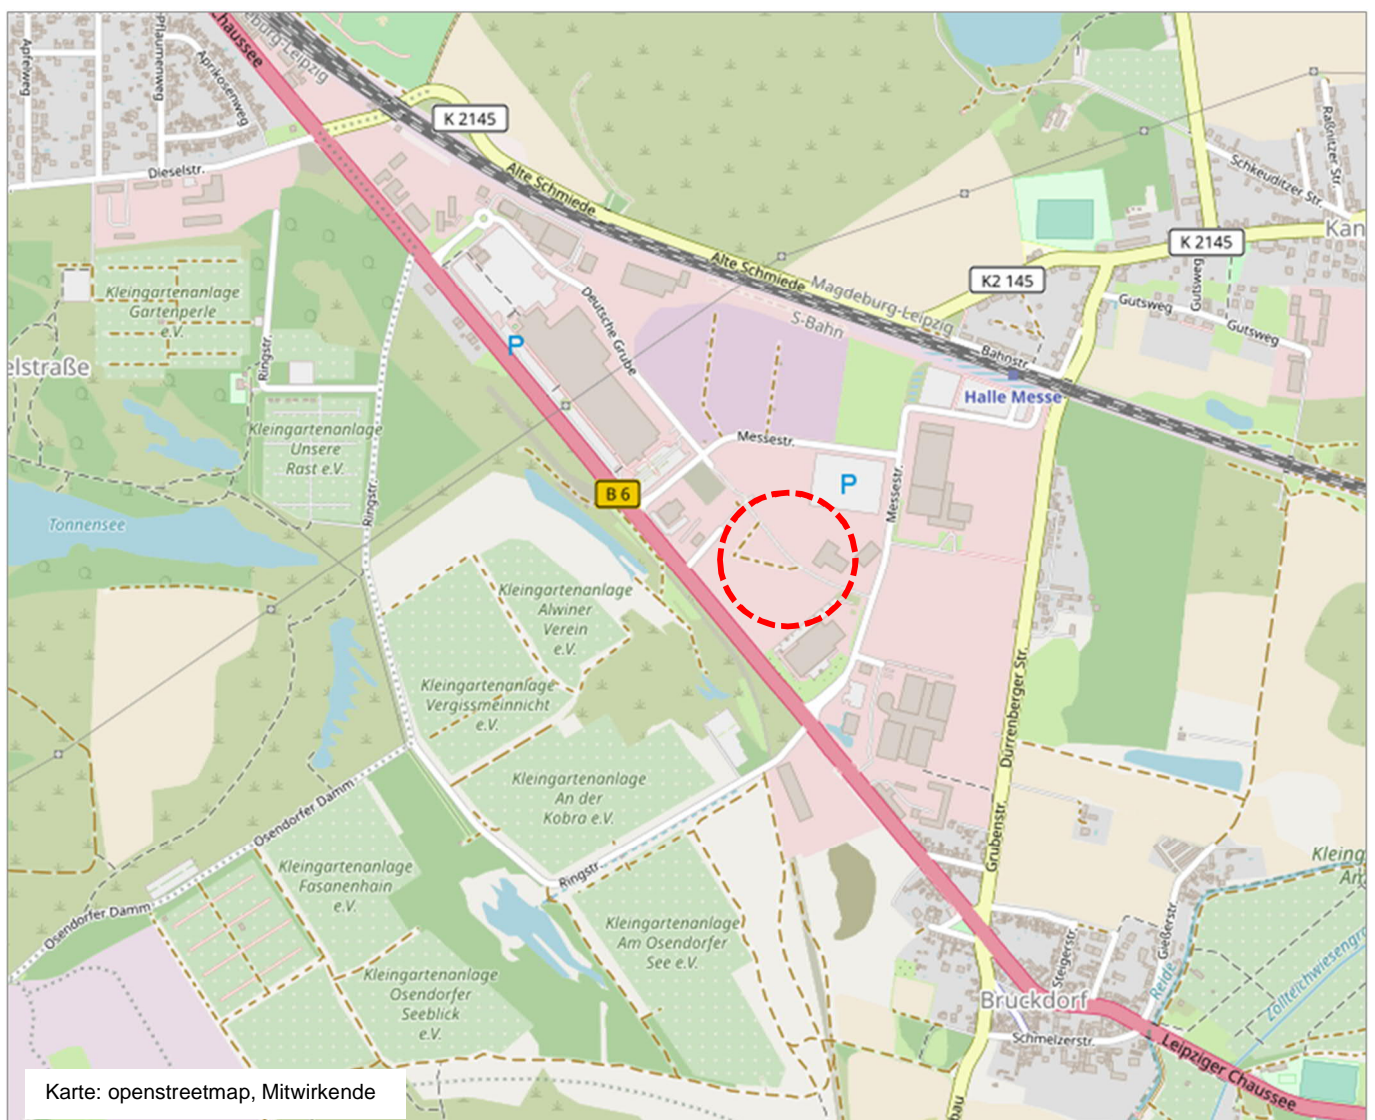 Chaussee
eburg-Leipzig
Apfelweg
Pflaumenweg
Aprikosenweg
K 2145
Dieselstr.
Alte Schmiede
Raßnitzer Str.
Schkeuditzer Str.
Kan
K 2145
Alte Schmiede
K2 145
Magdeburg-Leipzig
S-Bahn
Gutsweg
Gutsweg
Gutsweg
Kleingartenanlage
Gartenperle
e.V.
Deutsche Grube
P
Ringstr.
elstraße
Bahnstr.
Halle Messe
Kleingartenanlage
Unsere
Rast e.V.
Messestr.
P
Messestr.
B 6
Ringstr.
Tonnensee
Kleingartenanlage
Alwiner
Verein
e.V.
Kleingartenanlage
Vergissmeinnicht
e.V.
Dürrenberger Str.
Kleingartenanlage
An der
Kobra e.V.
Osendorfer Damm
Grubenstr.
Kleing
Am
Ringstr.
Kleingartenanlage
Fasanenhain
e.V.
Osendorfer Damm
Kleingartenanlage
Am Osendorfer
See e.V.
Steigerstr.
Gießerstr.
Kleingartenanlage
Osendorfer
Seeblick
e.V.
Reide
Zollteichwiesengra
Bruckdorf
Schmelzerstr.
Leipziger Chaussee
bau
Karte: openstreetmap, Mitwirkende